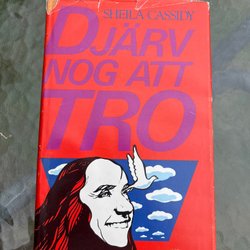 SHEILA CASSIDY
DJÄRV
NOG ATT
TRO